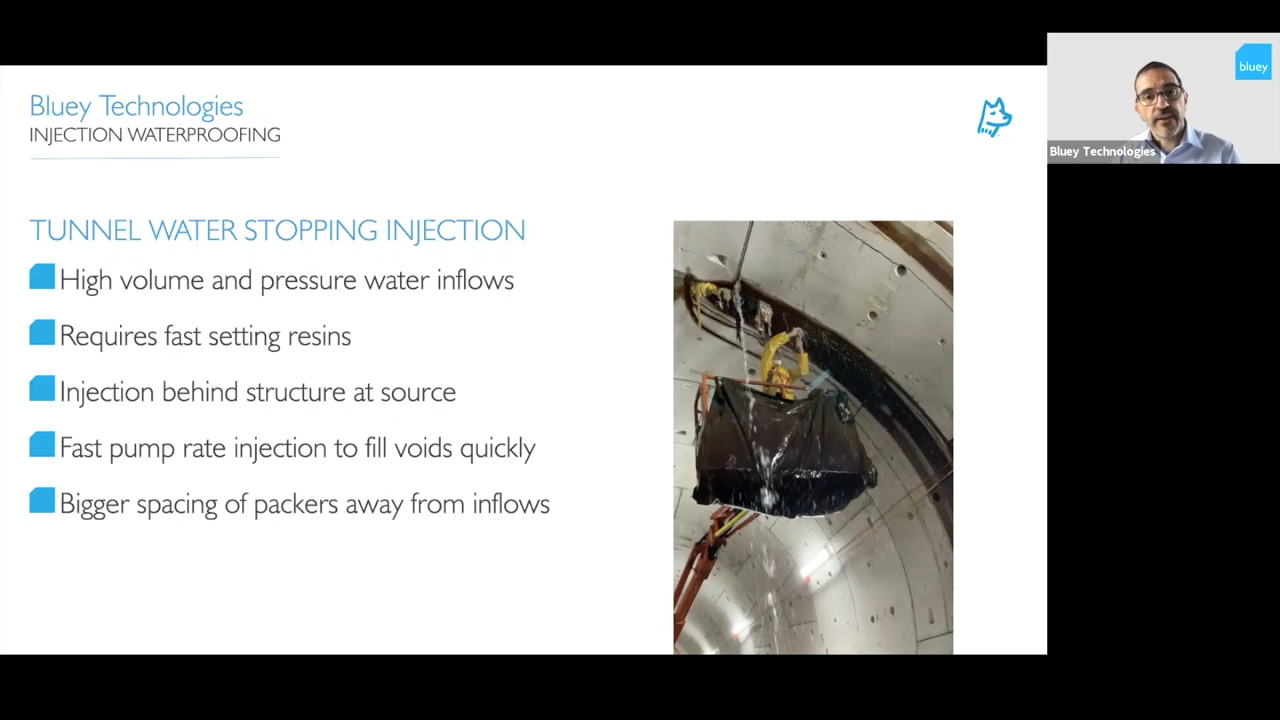 Bluey Technologies
INJECTION WATERPROOFING
TUNNEL WATER STOPPING INJECTION
High volume and pressure water inflows
Requires fast setting resins
Injection behind structure at source
Fast pump rate injection to fill voids quickly
Bigger spacing of packers away from inflows
bluey
Bluey Technologies